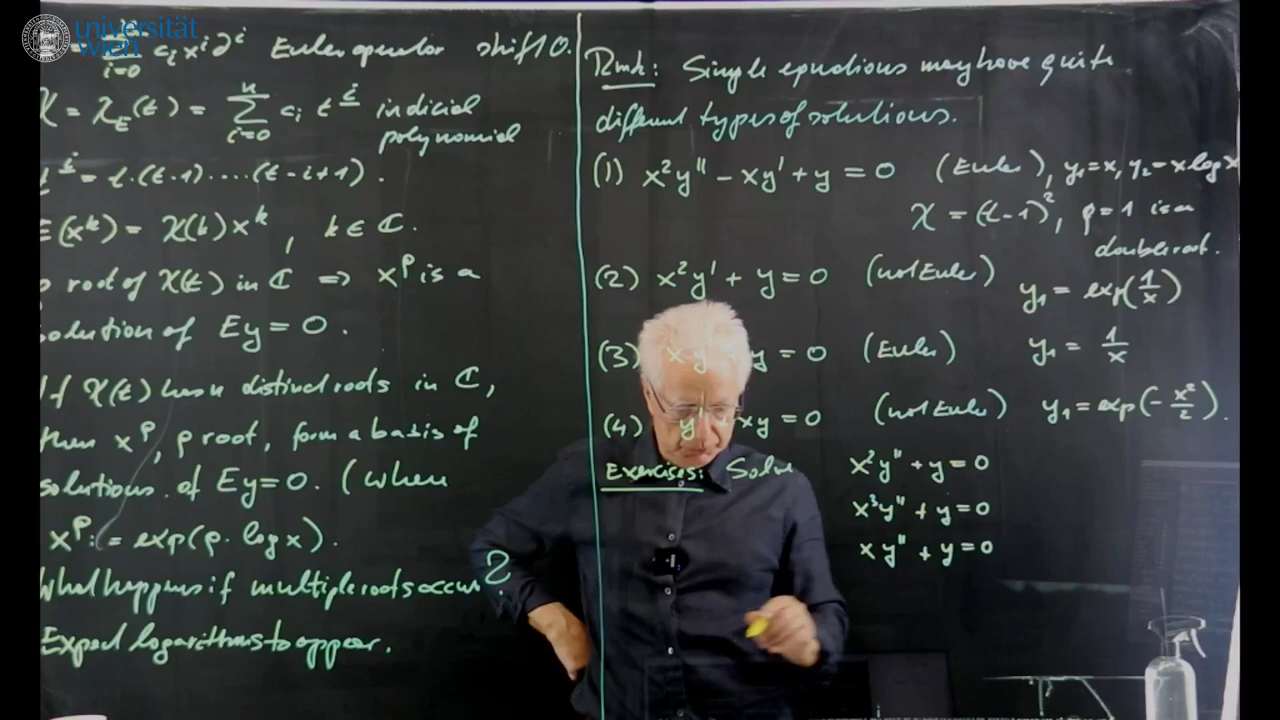 universität
wien
= Σ i=0 cᵢ xⁱ ∂ⁱ Euler operator shift 0.
χ = χ_E(t) = Σ_{i=0}^{n} cᵢ t^{i̲} indicial
polynomial
t^{i̲} = t·(t-1)....(t-i+1).
E(x^k) = χ(k)x^k, k ∈ ℂ.
ρ root of χ(t) in ℂ ⇒ x^ρ is a
solution of Ey = 0.
If χ(t) has n distinct roots in ℂ,
then x^ρ, ρ root, form a basis of
solutions of Ey = 0. (when
x^ρ := exp(ρ·log x).
What happens if multiple roots occur?
Expect logarithms to appear.
Rmk: Simple equations may have quite
different types of solutions.
(1) x²y'' - xy' + y = 0 (Euler), y₁=x, y₂=x log x
χ = (t-1)², ρ=1 is a
double root.
(2) x²y' + y = 0 (not Euler) y₁ = exp(1/x)
(3) xy' + y = 0 (Euler) y₁ = 1/x
(4) y' + xy = 0 (not Euler) y₁ = exp(-x²/2).
Exercises: Solve x²y'' + y = 0
x³y'' + y = 0
xy'' + y = 0